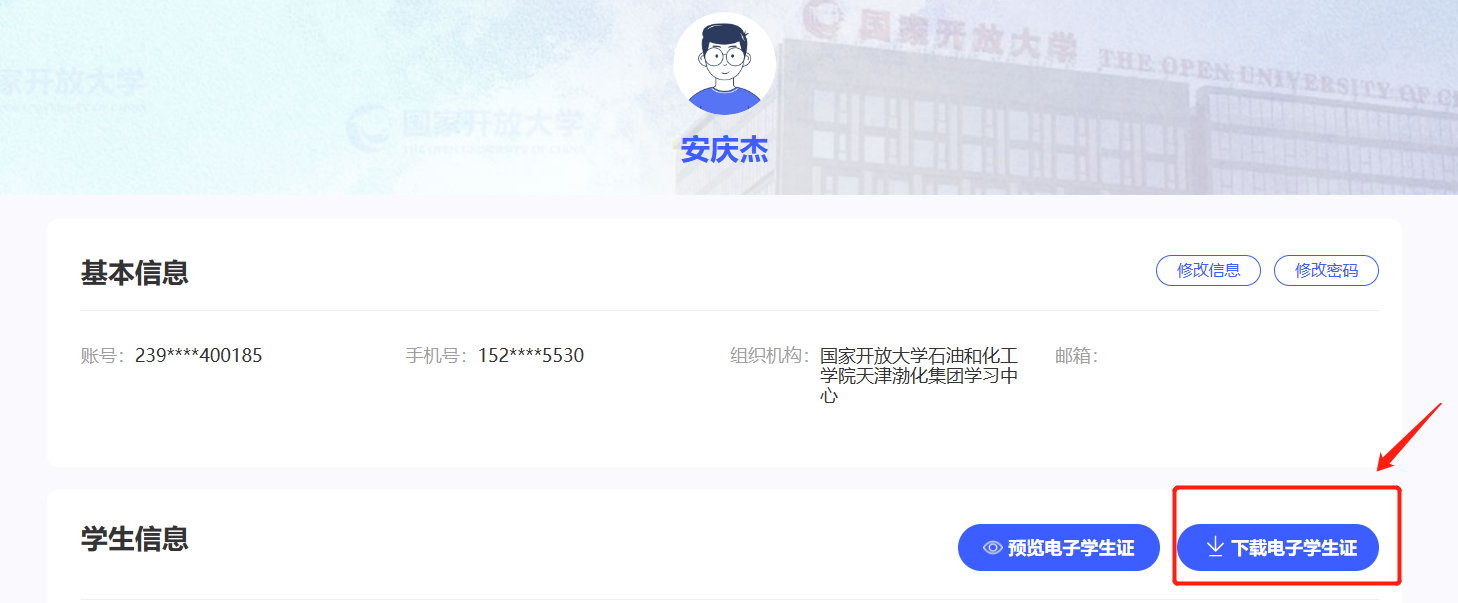 国家开放大学
THE OPEN UNIVERSITY OF C
家开放大学
国家开放大学
安庆杰
基本信息
修改信息
修改密码
账号：239****400185
手机号：152****5530
组织机构：国家开放大学石油和化工
学院天津渤化集团学习中
心
邮箱：
学生信息
预览电子学生证
下载电子学生证